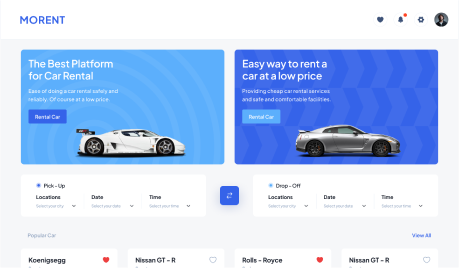 MORENT
The Best Platform
for Car Rental
Ease of doing a car rental safely and
reliably. Of course at a low price.
Rental Car
Easy way to rent a
car at a low price
Providing cheap car rental services
and safe and comfortable facilities.
Rental Car
Pick - Up
Locations
Select your city
Date
Select your date
Time
Select your time
Drop - Off
Locations
Select your city
Date
Select your date
Time
Select your time
Popular Car
View All
Koenigsegg
Nissan GT - R
Rolls - Royce
Nissan GT - R